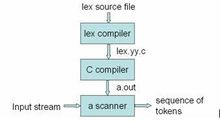 lex source file
lex compiler
lex.yy.c
C compiler
a.out
Input stream
a scanner
sequence of
tokens